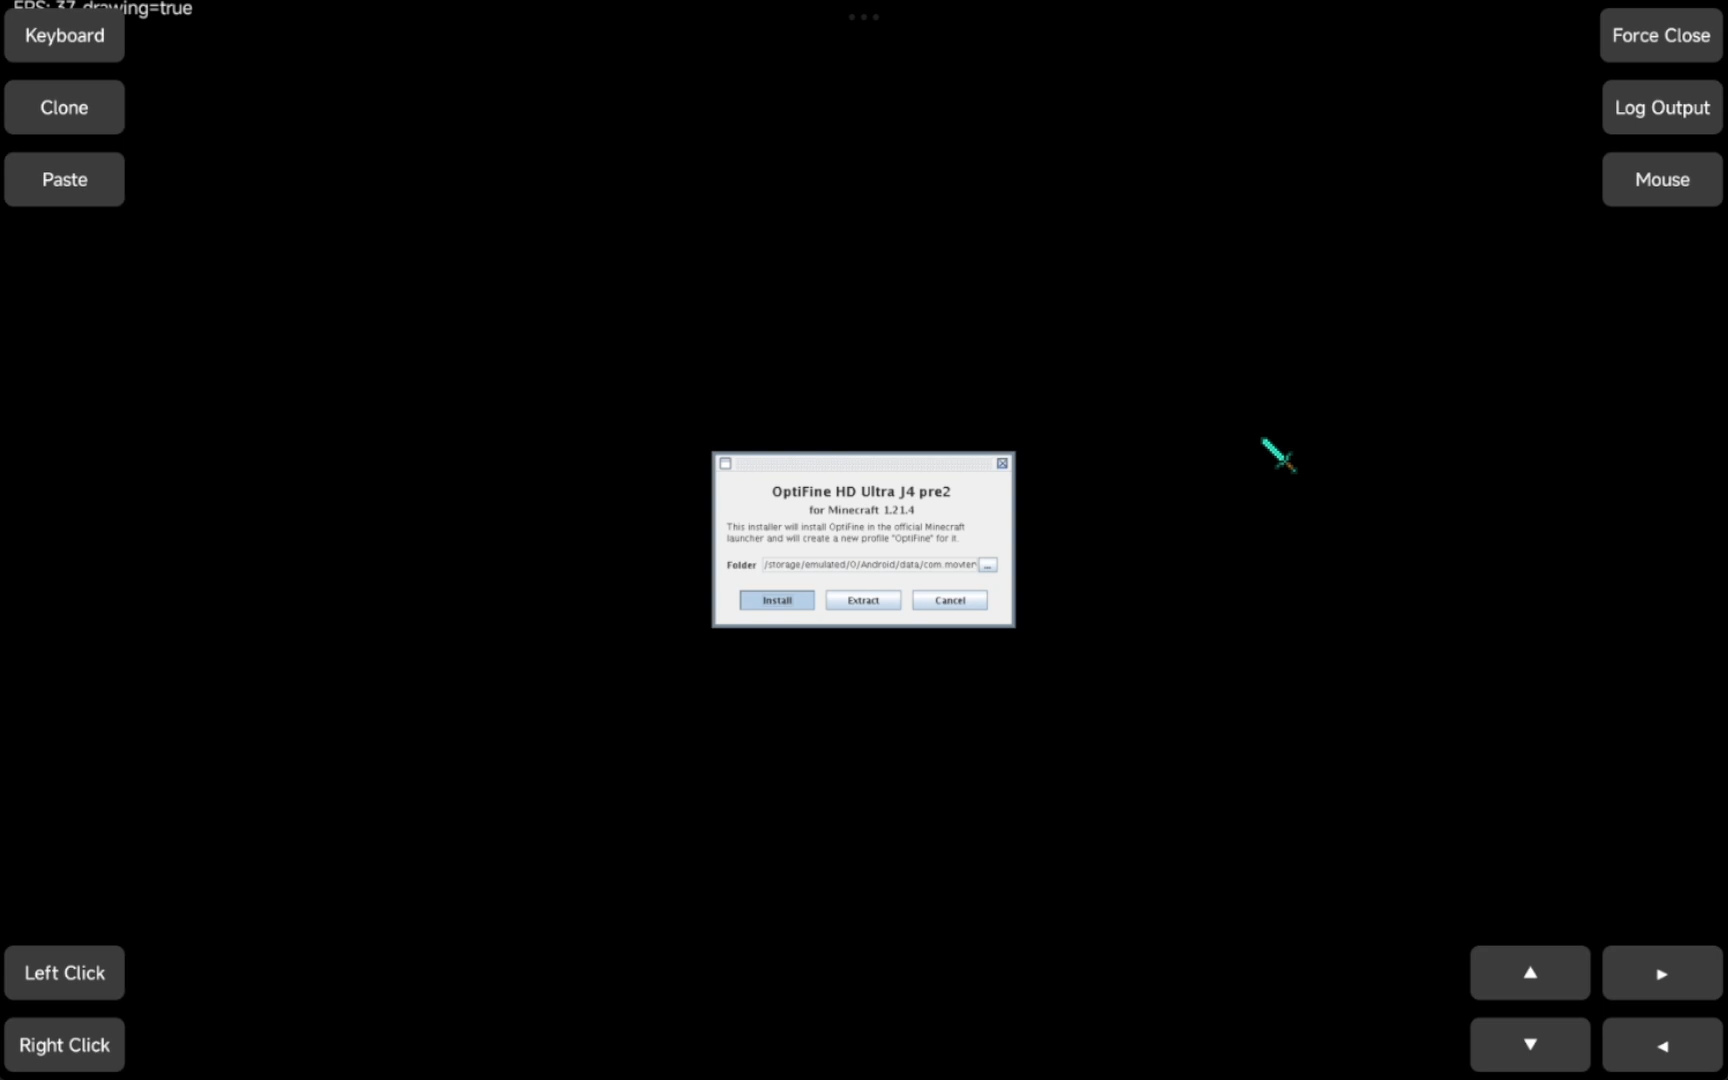 FPS: 37 drawing=true
Keyboard
Force Close
Clone
Log Output
Paste
Mouse
OptiFine HD Ultra J4 pre2
for Minecraft 1.21.4
This installer will install OptiFine in the official Minecraft
launcher and will create a new profile "OptiFine" for it.
Folder /storage/emulated/0/Android/data/com.movter ...
Install Extract Cancel
Left Click
Right Click